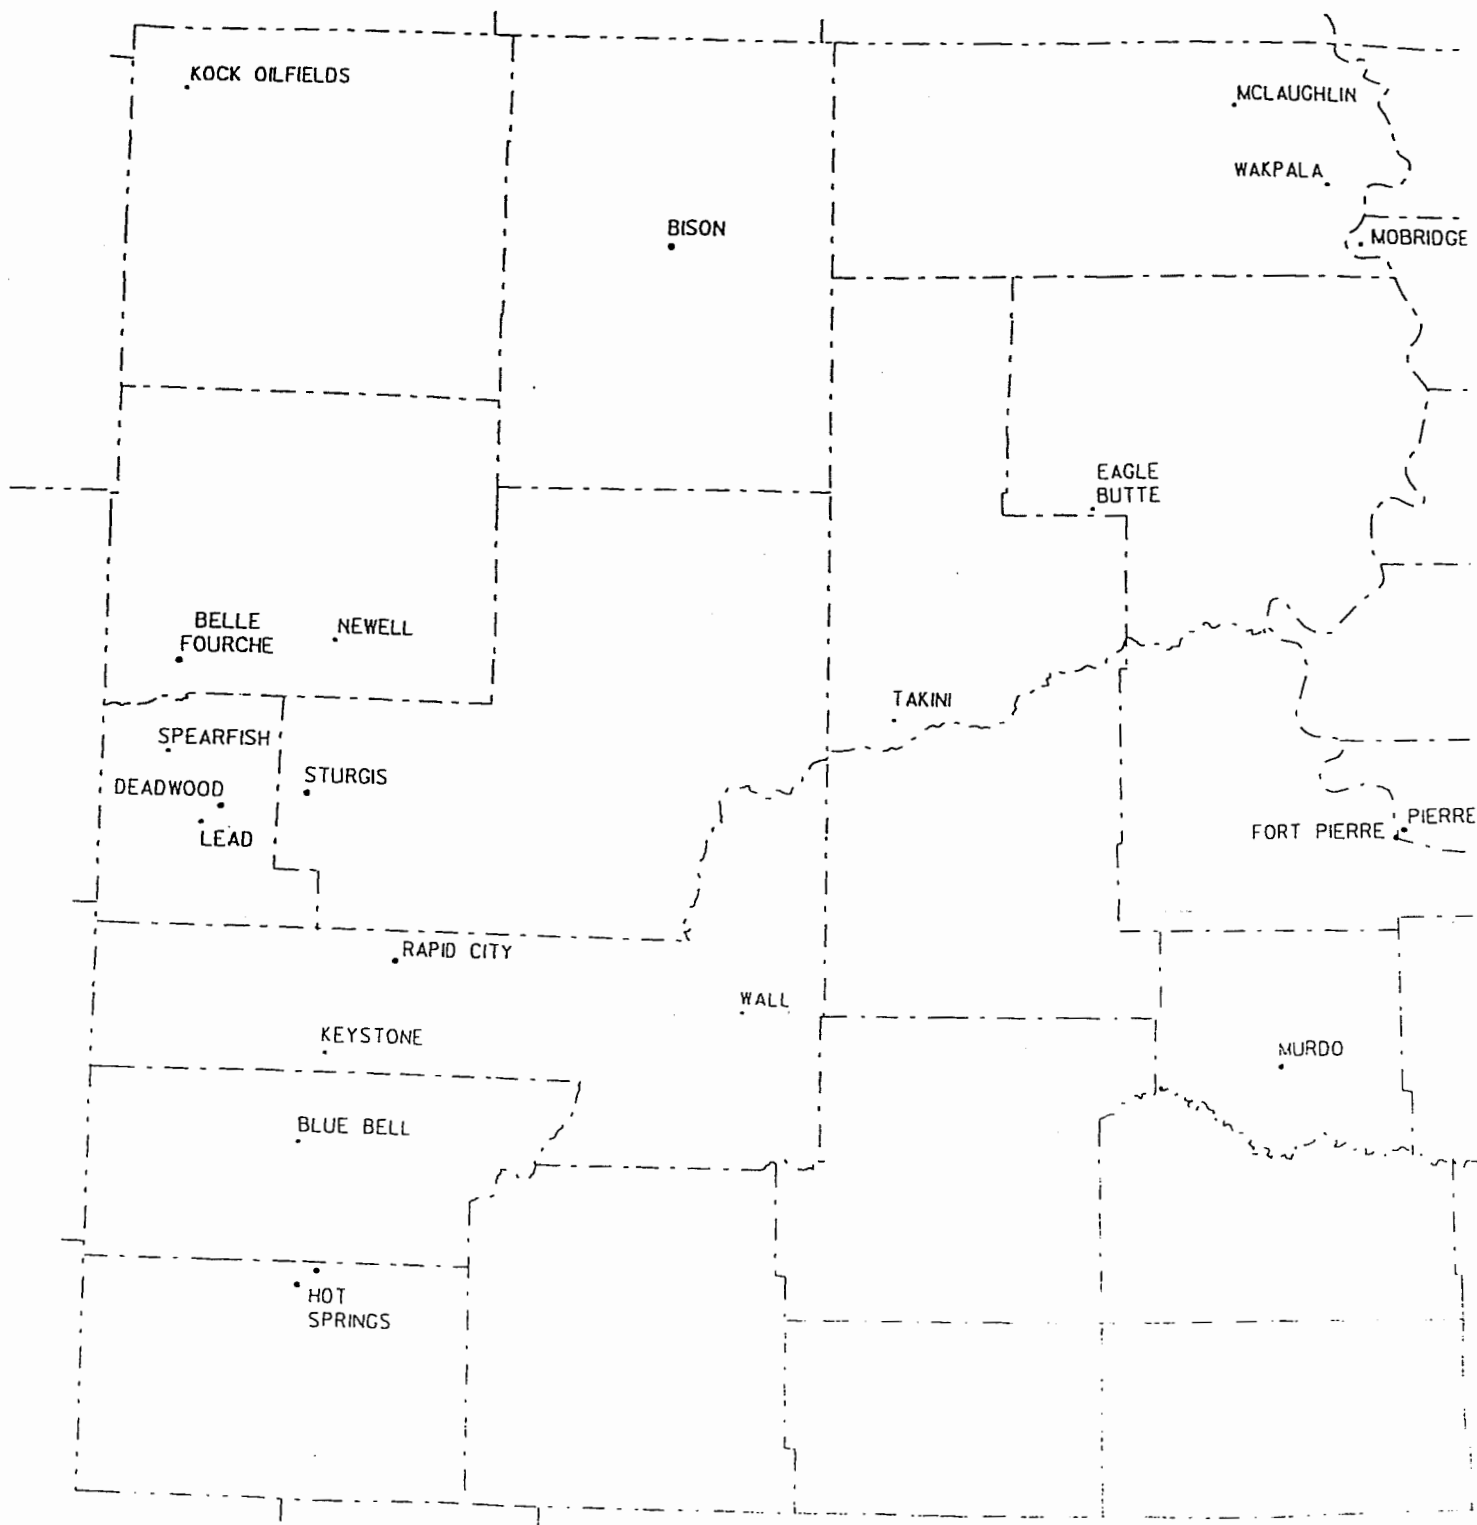 KOCK OILFIELDS
MCLAUGHLIN
WAKPALA
BISON
MOBRIDGE
EAGLE
BUTTE
BELLE
FOURCHE
NEWELL
TAKINI
SPEARFISH
DEADWOOD
STURGIS
LEAD
FORT PIERRE
PIERRE
RAPID CITY
WALL
KEYSTONE
MURDO
BLUE BELL
HOT
SPRINGS